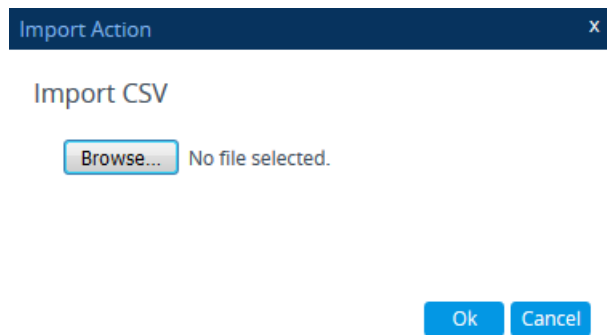 Import Action x
Import CSV
Browse... No file selected.
Ok Cancel